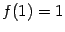 f(1) = 1